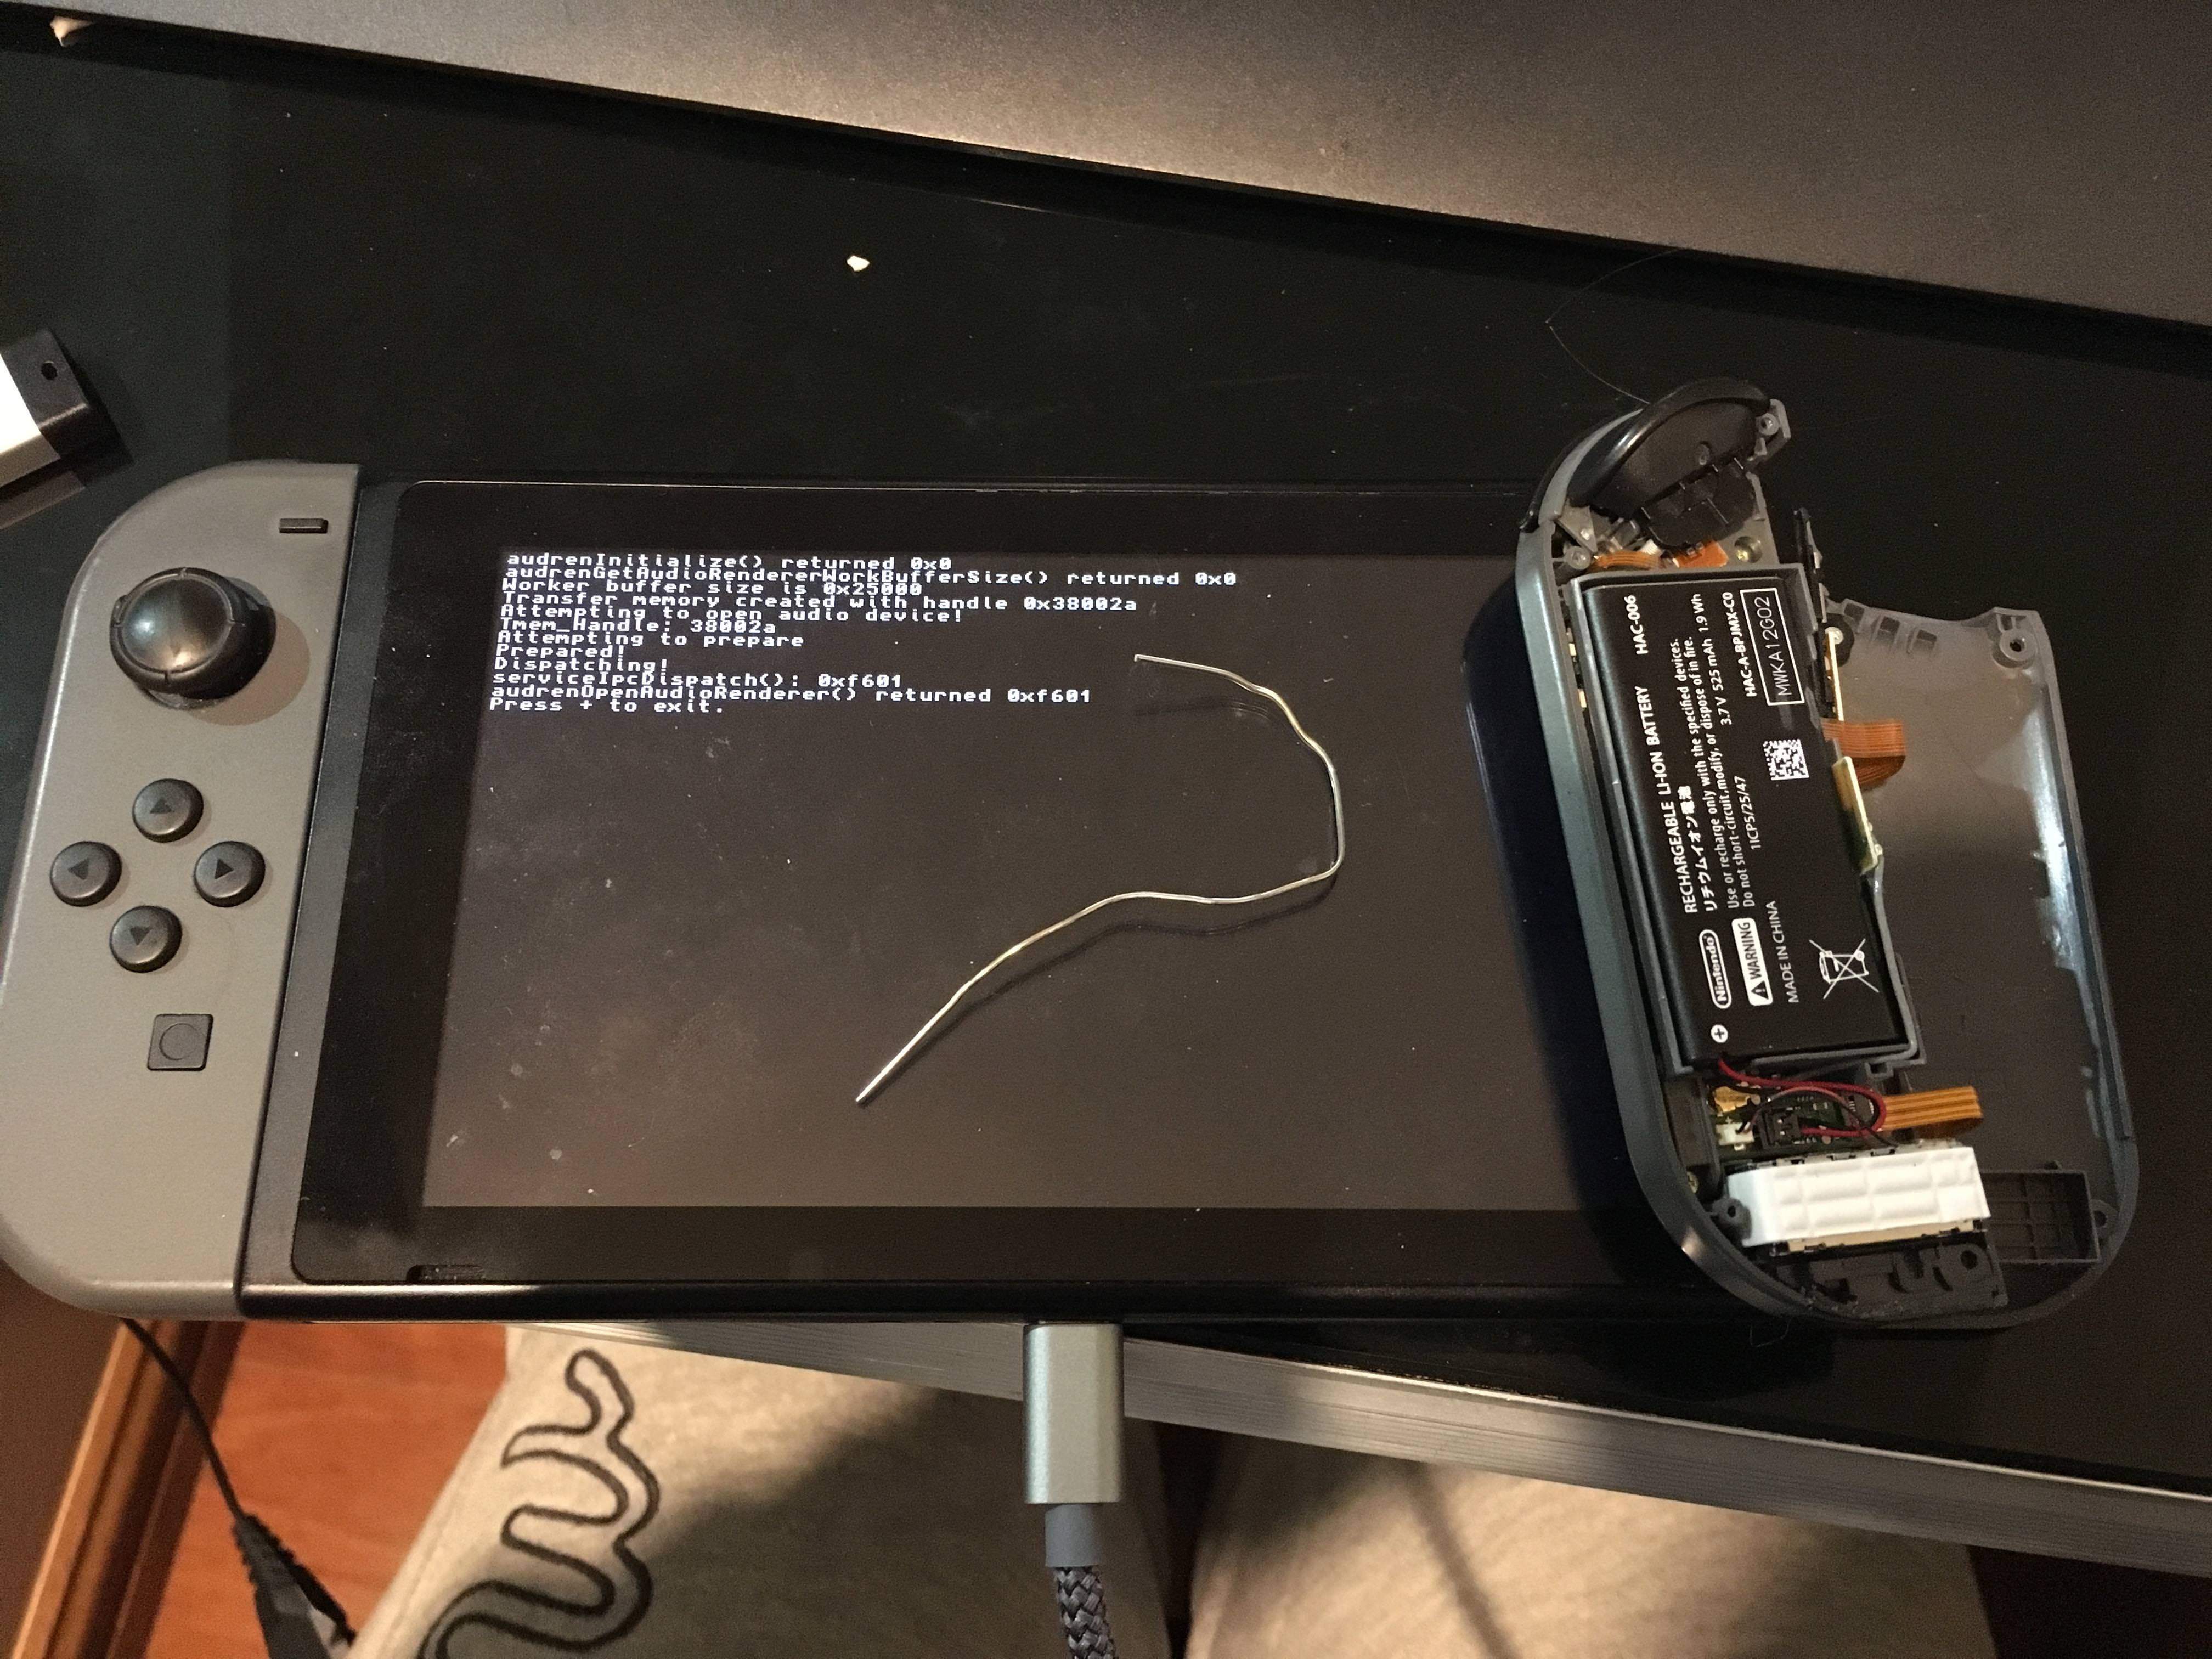 audrenInitialize() returned 0x0
audrenGetAudioRendererWorkBufferSize() returned 0x0
Worker buffer size is 0x25000
Transfer memory created with handle 0x38002a
Attempting to open audio device!
Tmem_Handle: 38002a
Attempting to prepare
Prepared!
Dispatching!
serviceIpcDispatch(): 0xf601
audrenOpenAudioRenderer() returned 0xf601
Press + to exit.
RECHARGEABLE LI-ION BATTERY HAC-006
リチウムイオン電池
Use or recharge only with the specified devices.
Do not short-circuit,modify, or dispose of in fire.
1ICP5/25/47 3.7 V 525 mAh 1.9 Wh
HAC-A-BPJMX-C0
MWKA12G02
Nintendo
WARNING
MADE IN CHINA